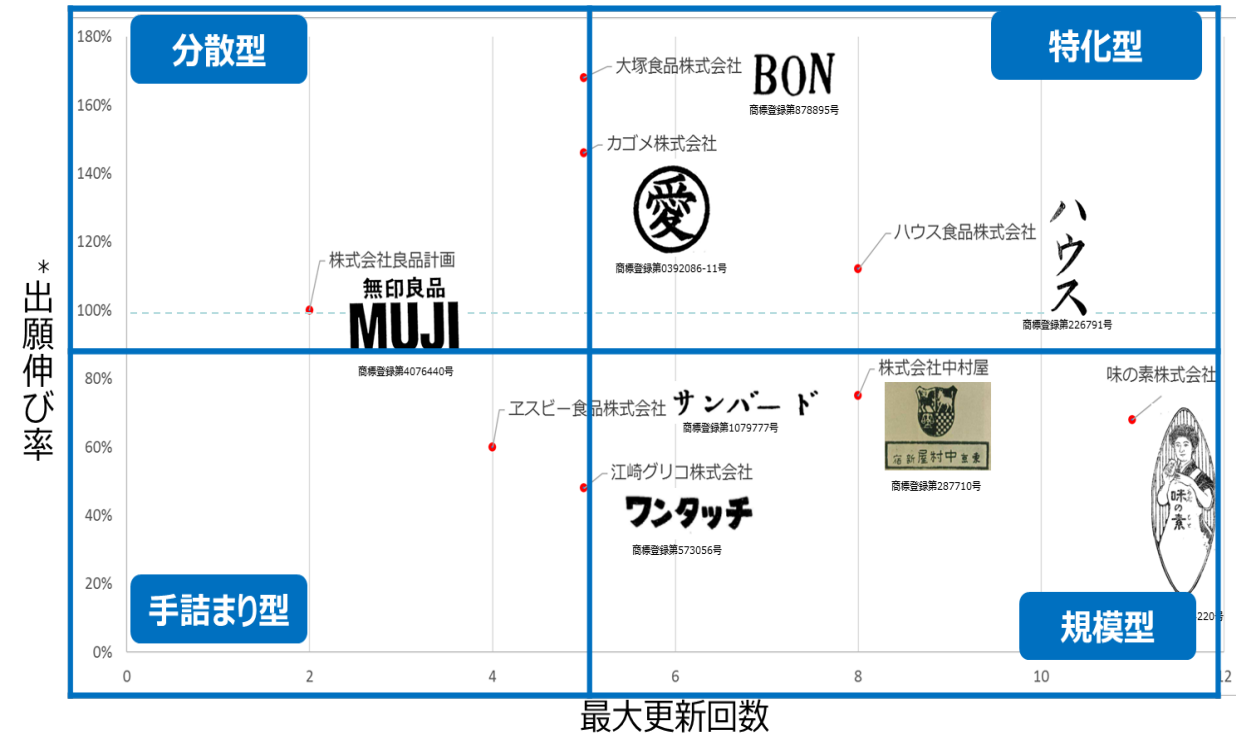 分散型
特化型
180%
大塚食品株式会社
BON
商標登録第878895号
160%
カゴメ株式会社
140%
愛
商標登録第0392086-11号
120%
ハウス食品株式会社
ハウス
商標登録第226791号
株式会社良品計画
無印良品
MUJI
商標登録第4076440号
100%
*出願伸び率
80%
株式会社中村屋
味の素株式会社
ヱスビー食品株式会社
サンバード
商標登録第1079777号
宿新屋村中京東
商標登録第287710号
60%
江崎グリコ株式会社
ワンタッチ
商標登録第573056号
味の素
40%
20%
手詰まり型
規模型
220号
0%
0
2
4
6
8
10
12
最大更新回数